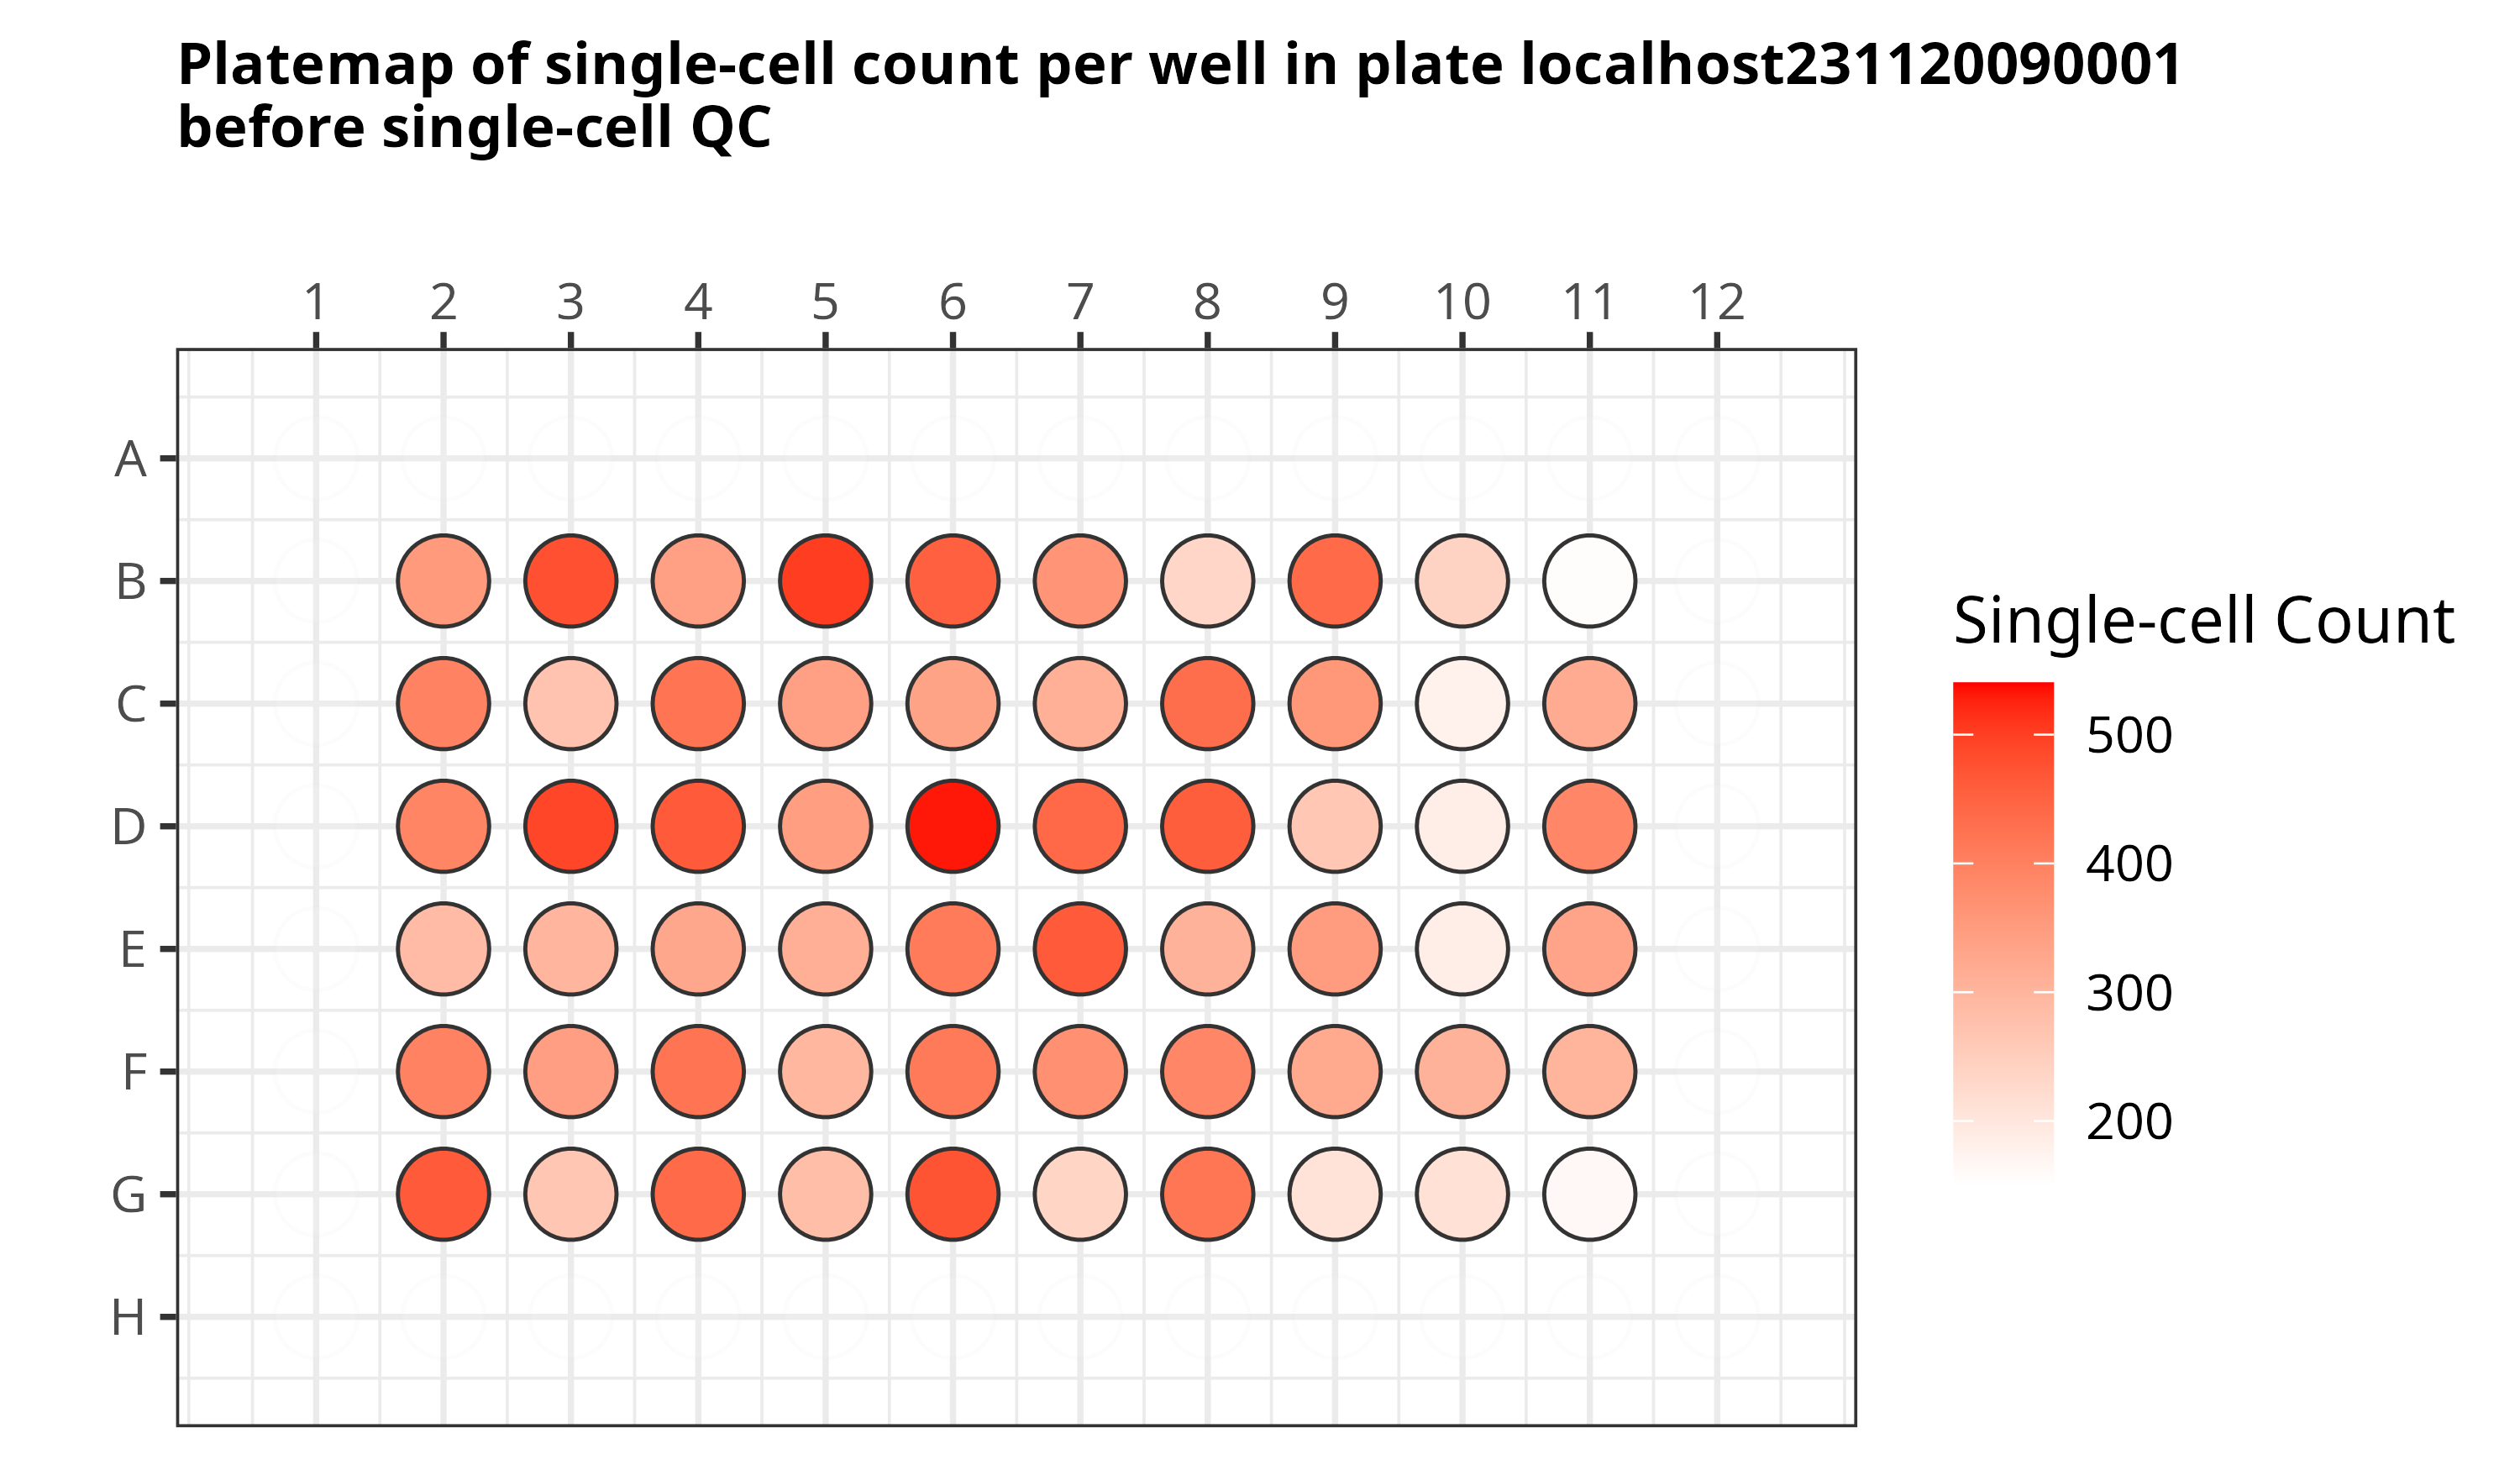 Platemap of single-cell count per well in plate localhost231120090001
before single-cell QC
1 2 3 4 5 6 7 8 9 10 11 12
A
B
C
D
E
F
G
H
Single-cell Count
500
400
300
200